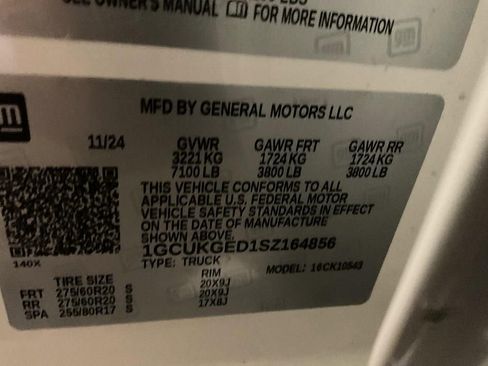 SEE OWNER'S MANUAL FOR MORE INFORMATION
gm
gm
MFD BY GENERAL MOTORS LLC
11/24 GVWR GAWR FRT GAWR RR
3221 KG 1724 KG 1724 KG
7100 LB 3800 LB 3800 LB
THIS VEHICLE CONFORMS TO ALL
APPLICABLE U.S. FEDERAL MOTOR
VEHICLE SAFETY STANDARDS IN EFFECT
ON THE DATE OF MANUFACTURE
SHOWN ABOVE.
1GCUKGED1SZ164856
140X TYPE: TRUCK MODEL: 16CK10543
TIRE SIZE RIM
FRT 275/60R20 S 20X9J
RR 275/60R20 S 20X9J
SPA 255/80R17 S 17X8J